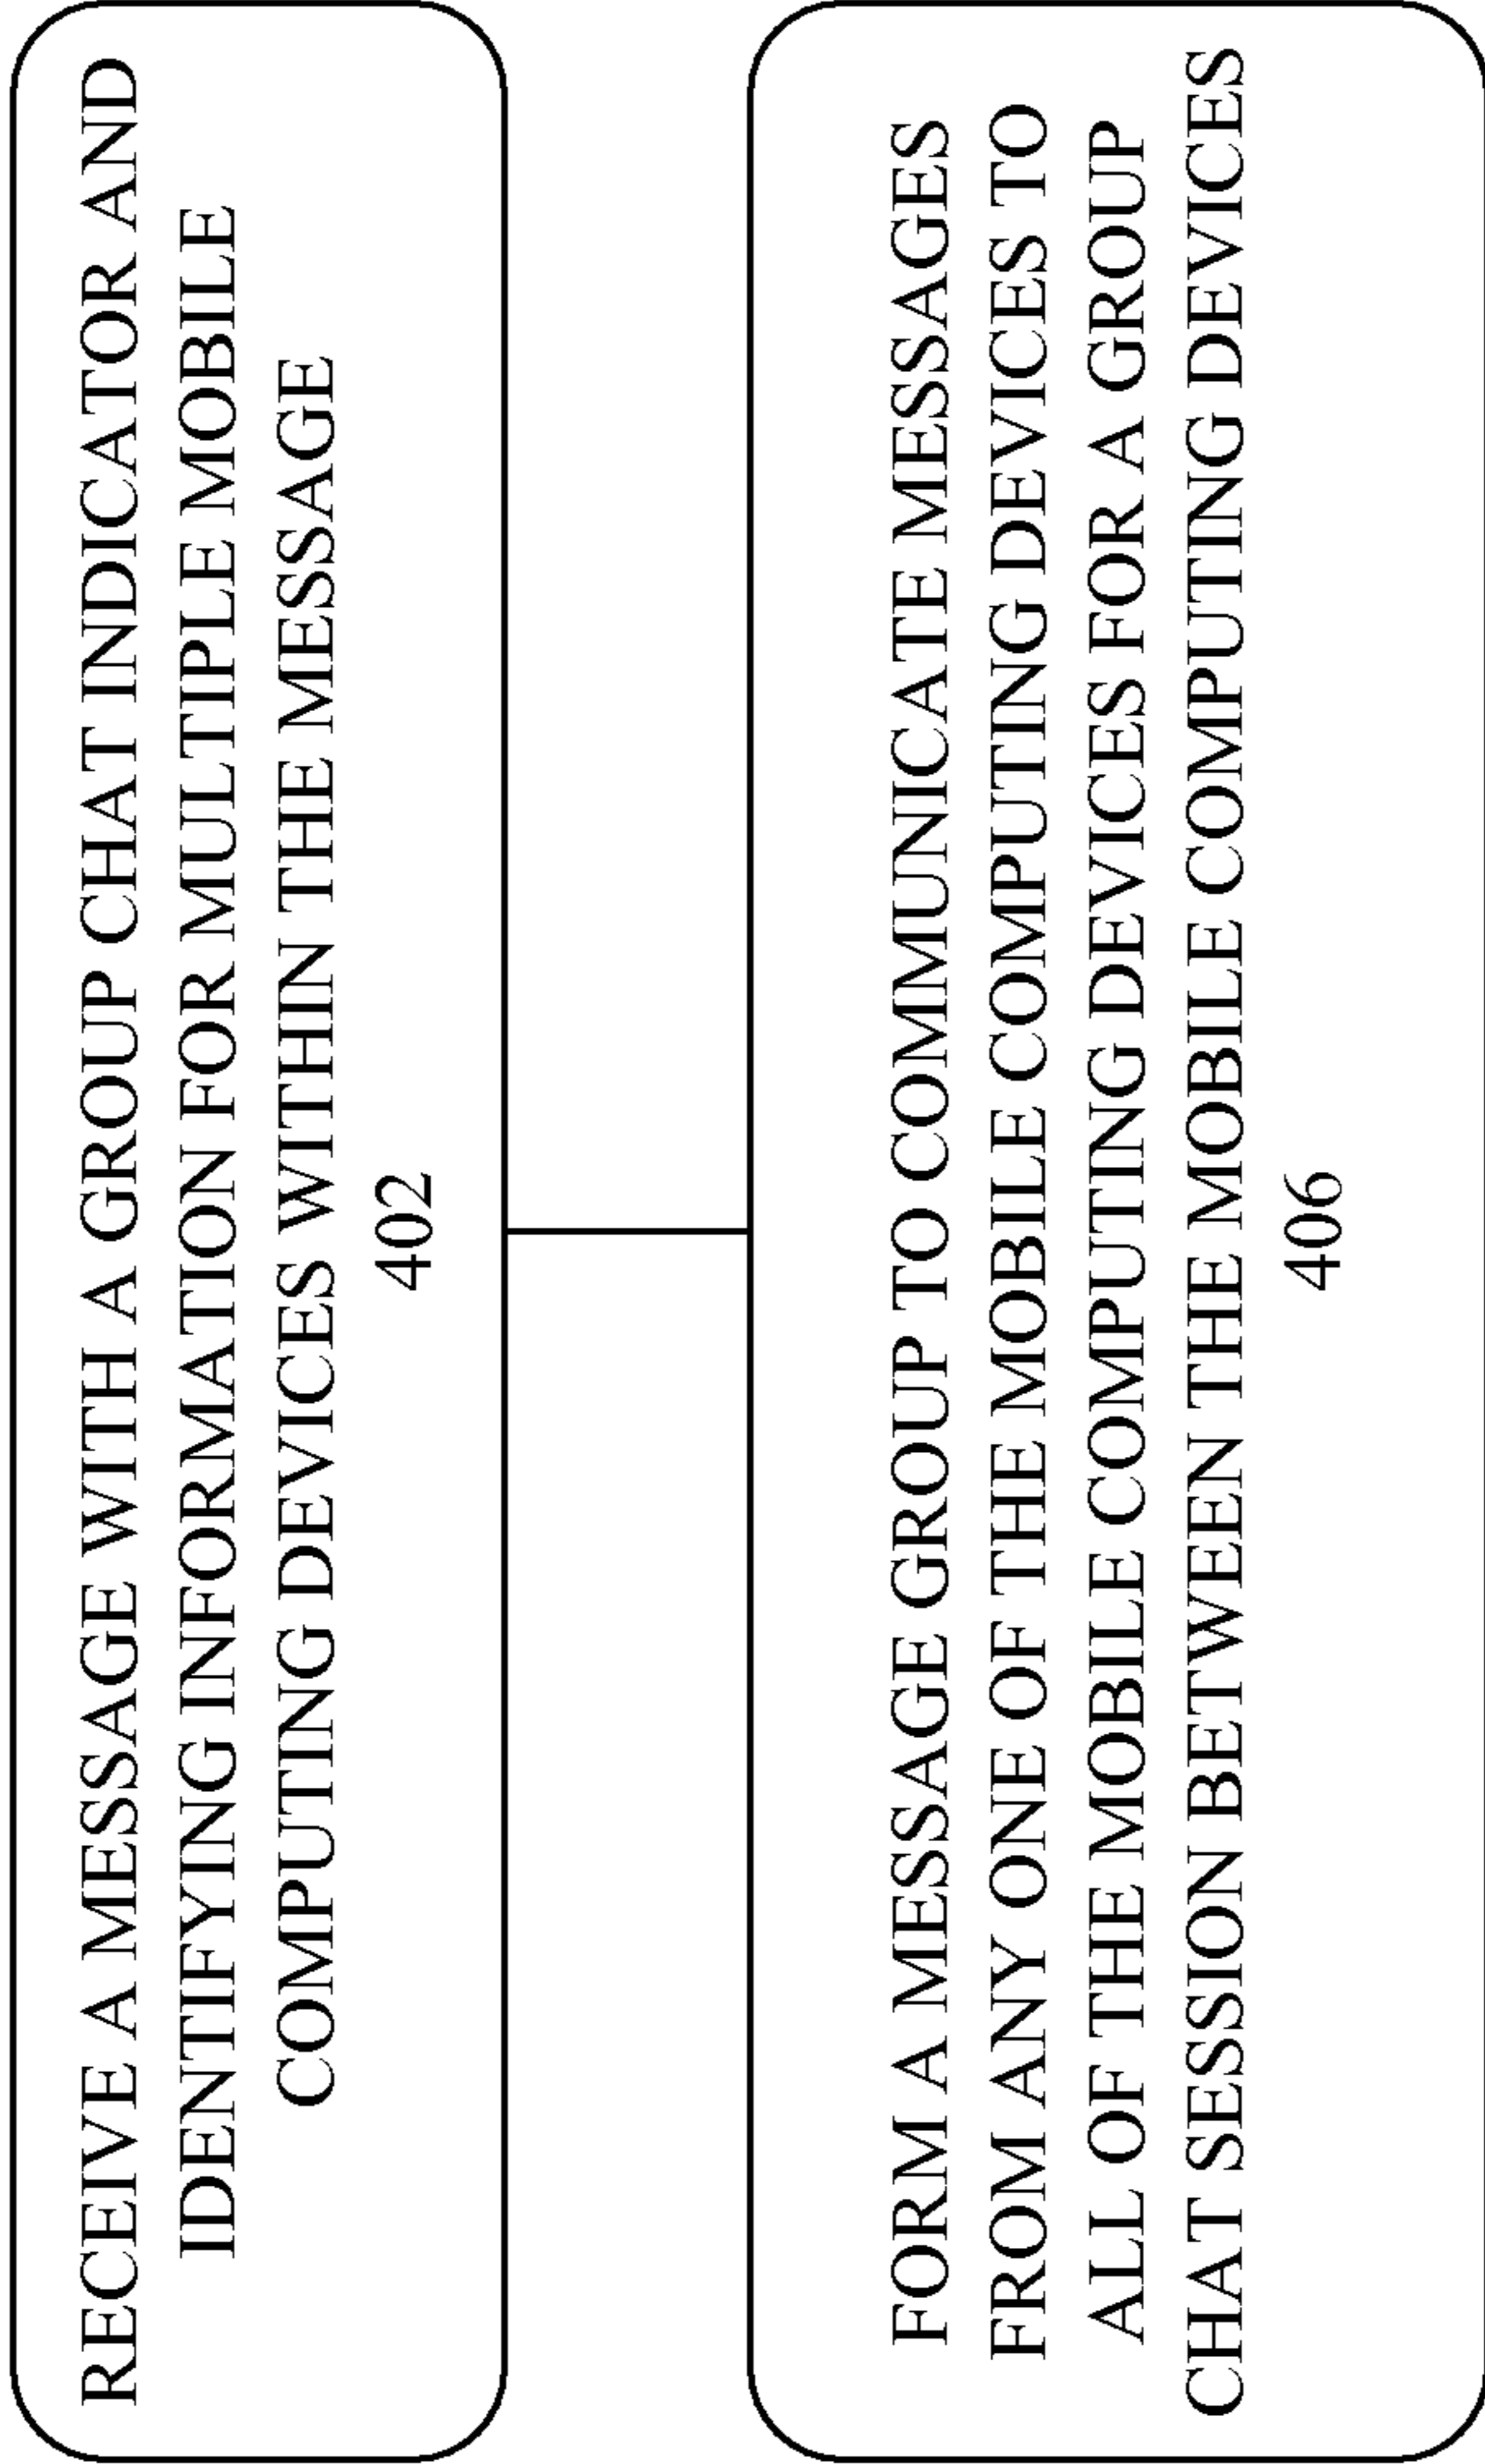 RECEIVE A MESSAGE WITH A GROUP CHAT INDICATOR AND
IDENTIFYING INFORMATION FOR MULTIPLE MOBILE
COMPUTING DEVICES WITHIN THE MESSAGE
402
FORM A MESSAGE GROUP TO COMMUNICATE MESSAGES
FROM ANY ONE OF THE MOBILE COMPUTING DEVICES TO
ALL OF THE MOBILE COMPUTING DEVICES FOR A GROUP
CHAT SESSION BETWEEN THE MOBILE COMPUTING DEVICES
406